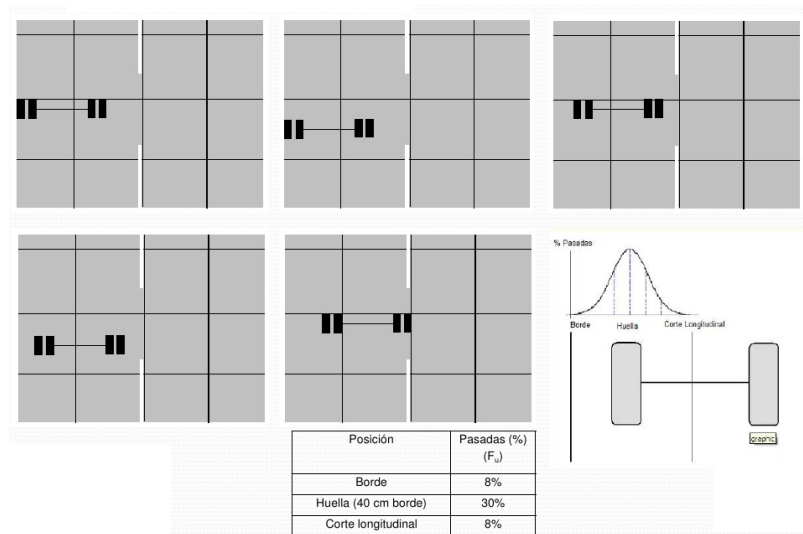 % Pasadas
Borde
Huella
Corte Longitudinal
graphic
Posición Pasadas (%)
(Fu)
Borde 8%
Huella (40 cm borde) 30%
Corte longitudinal 8%